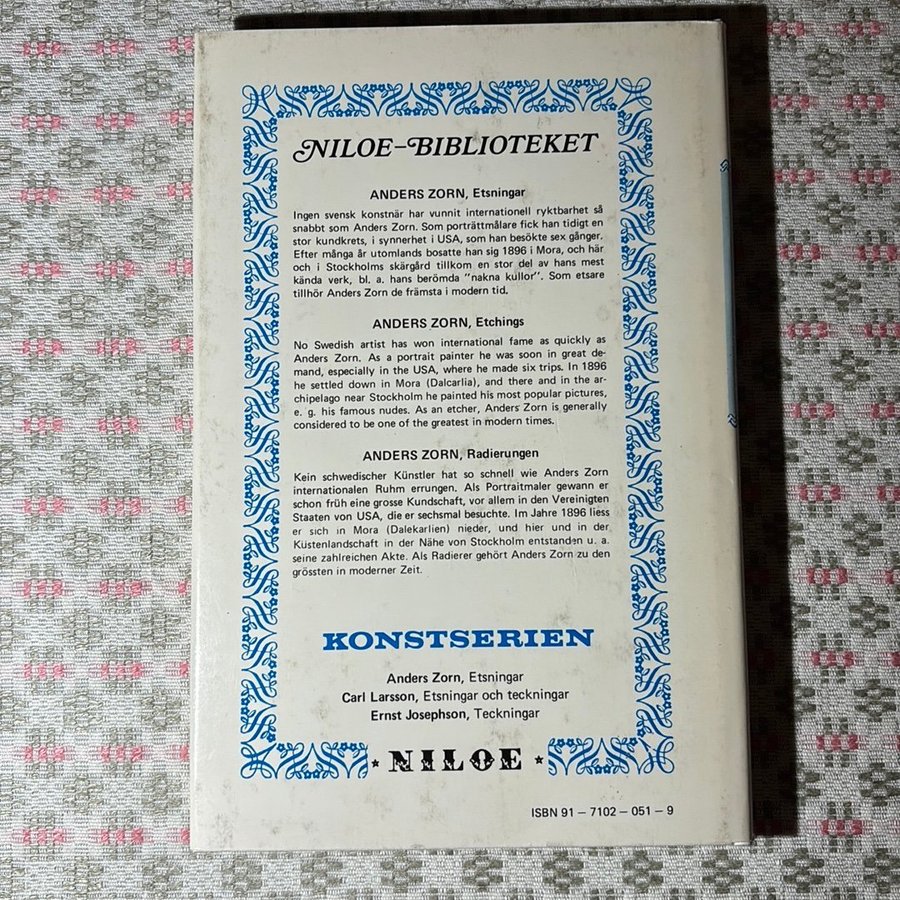 NILOE-BIBLIOTEKET
ANDERS ZORN, Etsningar
Ingen svensk konstnär har vunnit internationell ryktbarhet så
snabbt som Anders Zorn. Som porträttmålare fick han tidigt en
stor kundkrets, i synnerhet i USA, som han besökte sex gånger.
Efter många år utomlands bosatte han sig 1896 i Mora, och här
och i Stockholms skärgård tillkom en stor del av hans mest
kända verk, bl. a. hans berömda "nakna kullor". Som etsare
tillhör Anders Zorn de främsta i modern tid.
ANDERS ZORN, Etchings
No Swedish artist has won international fame as quickly as
Anders Zorn. As a portrait painter he was soon in great de-
mand, especially in the USA, where he made six trips. In 1896
he settled down in Mora (Dalcarlia), and there and in the ar-
chipelago near Stockholm he painted his most popular pictures,
e. g. his famous nudes. As an etcher, Anders Zorn is generally
considered to be one of the greatest in modern times.
ANDERS ZORN, Radierungen
Kein schwedischer Künstler hat so schnell wie Anders Zorn
internationalen Ruhm errungen. Als Portraitmaler gewann er
schon früh eine grosse Kundschaft, vor allem in den Vereinigten
Staaten von USA, die er sechsmal besuchte. Im Jahre 1896 liess
er sich in Mora (Dalekarlien) nieder, und hier und in der
Küstenlandschaft in der Nähe von Stockholm entstanden u. a.
seine zahlreichen Akte. Als Radierer gehört Anders Zorn zu den
grössten in moderner Zeit.
KONSTSERIEN
Anders Zorn, Etsningar
Carl Larsson, Etsningar och teckningar
Ernst Josephson, Teckningar
★ NILOE ★
ISBN 91 – 7102 – 051 – 9